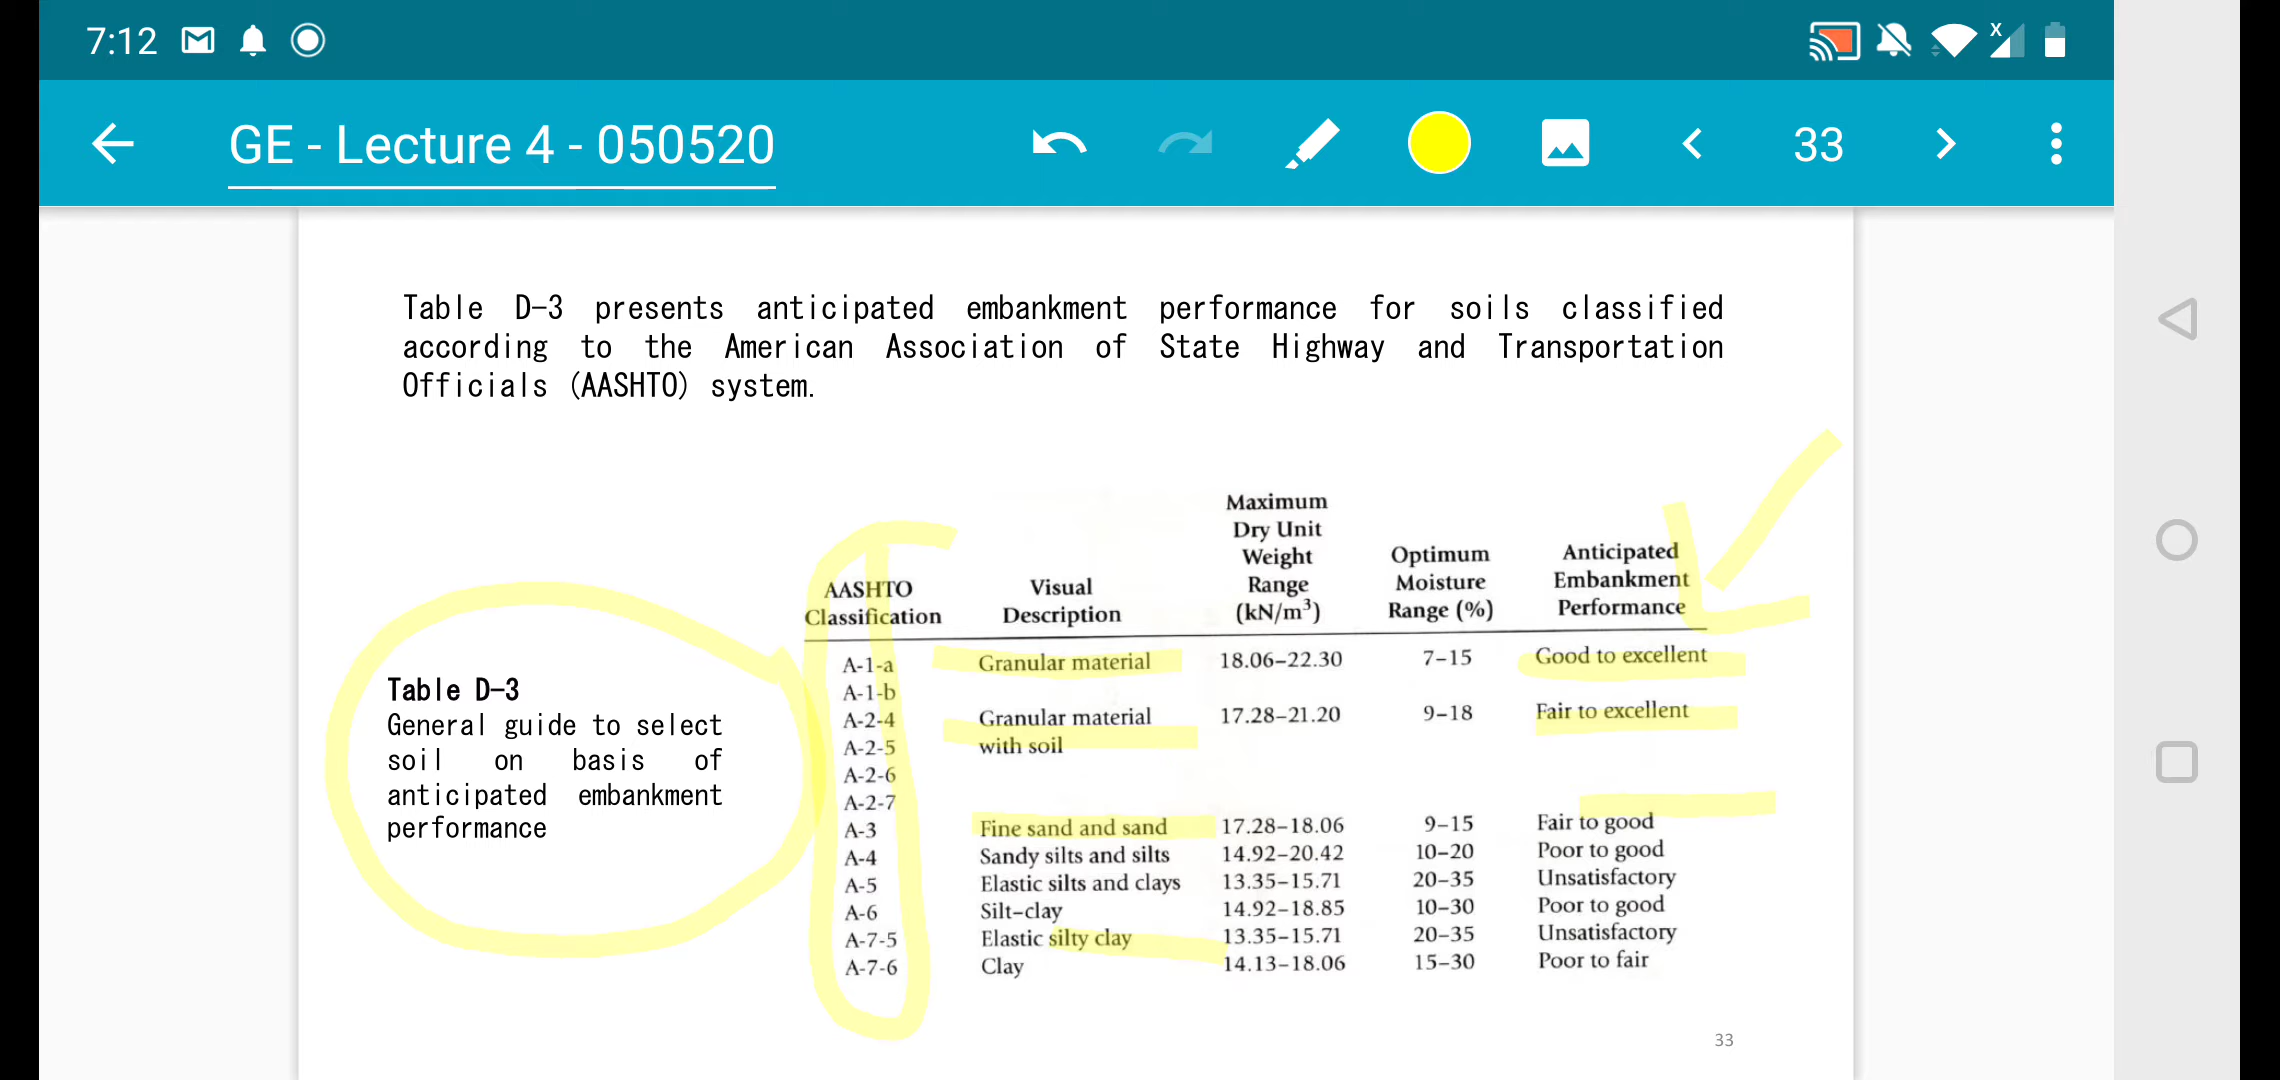 7:12
GE - Lecture 4 - 050520
33
Table D-3 presents anticipated embankment performance for soils classified
according to the American Association of State Highway and Transportation
Officials (AASHTO) system.
Table D-3
General guide to select
soil on basis of
anticipated embankment
performance
AASHTO Classification Visual Description Maximum Dry Unit Weight Range (kN/m³) Optimum Moisture Range (%) Anticipated Embankment Performance
A-1-a Granular material 18.06–22.30 7–15 Good to excellent
A-1-b
A-2-4 Granular material 17.28–21.20 9–18 Fair to excellent
A-2-5 with soil
A-2-6
A-2-7
A-3 Fine sand and sand 17.28–18.06 9–15 Fair to good
A-4 Sandy silts and silts 14.92–20.42 10–20 Poor to good
A-5 Elastic silts and clays 13.35–15.71 20–35 Unsatisfactory
A-6 Silt–clay 14.92–18.85 10–30 Poor to good
A-7-5 Elastic silty clay 13.35–15.71 20–35 Unsatisfactory
A-7-6 Clay 14.13–18.06 15–30 Poor to fair
33